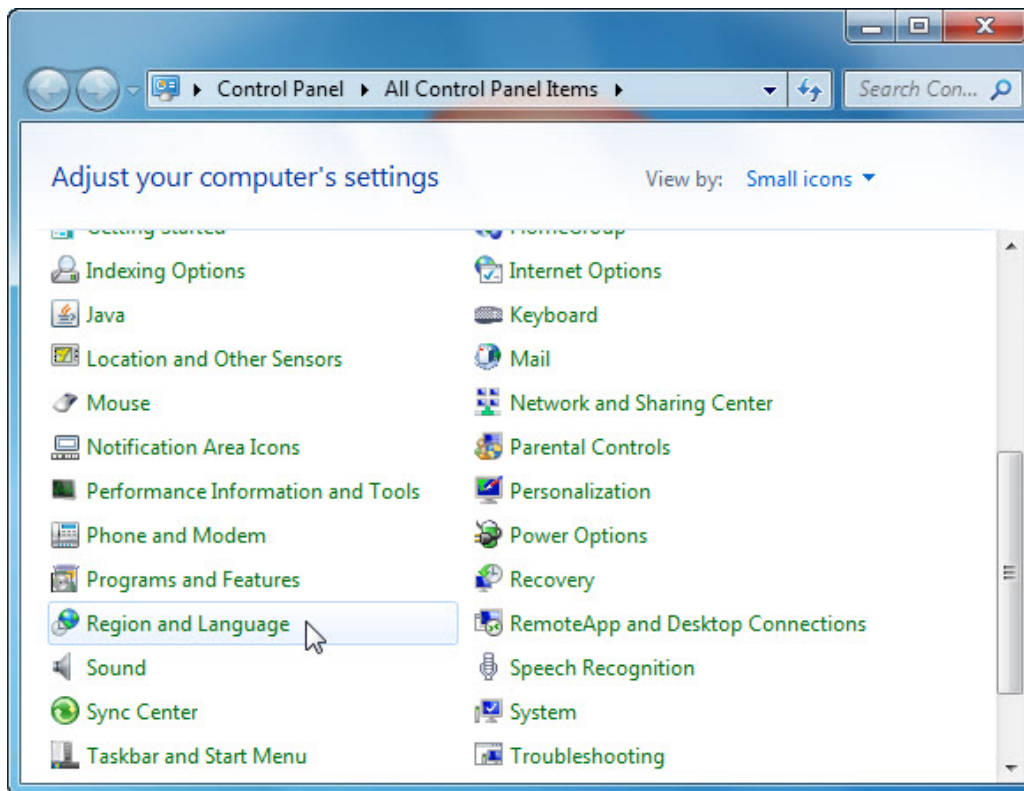 Control Panel ▸ All Control Panel Items ▸
Search Con...
Adjust your computer's settings
View by: Small icons
Getting Started HomeGroup
Indexing Options Internet Options
Java Keyboard
Location and Other Sensors Mail
Mouse Network and Sharing Center
Notification Area Icons Parental Controls
Performance Information and Tools Personalization
Phone and Modem Power Options
Programs and Features Recovery
Region and Language RemoteApp and Desktop Connections
Sound Speech Recognition
Sync Center System
Taskbar and Start Menu Troubleshooting